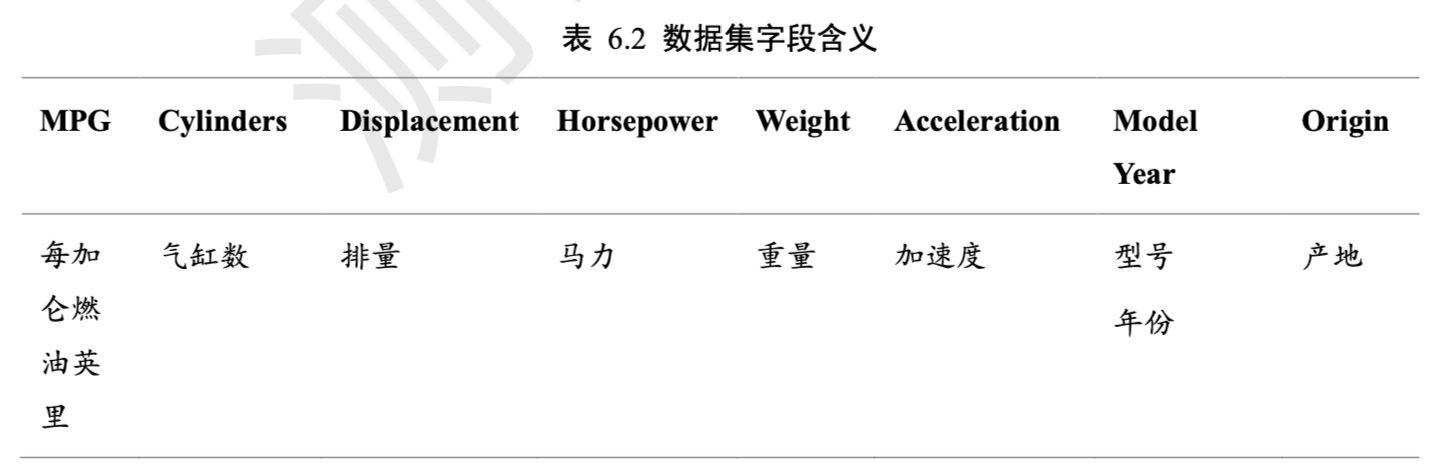 表 6.2 数据集字段含义
MPG Cylinders Displacement Horsepower Weight Acceleration Model Year Origin
每加仑燃油英里 气缸数 排量 马力 重量 加速度 型号年份 产地
测